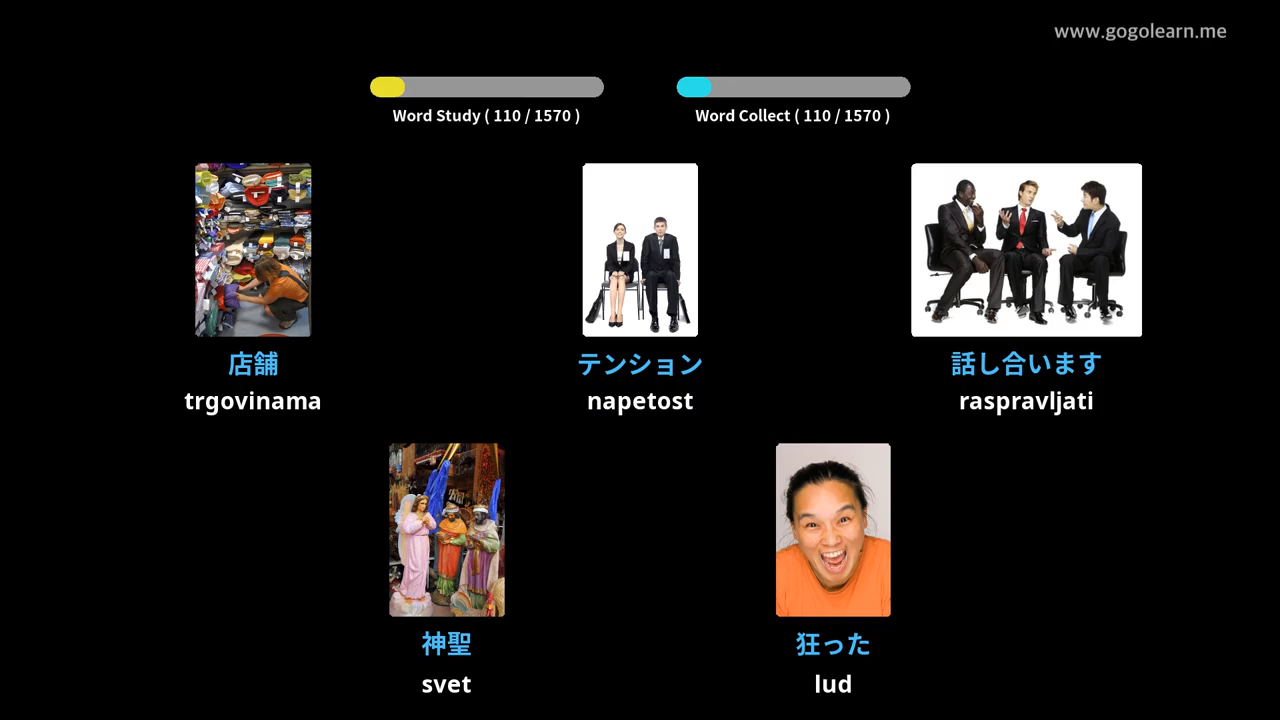 www.gogolearn.me
Word Study ( 110 / 1570 )
Word Collect ( 110 / 1570 )
店舗
trgovinama
テンション
napetost
話し合います
raspravljati
神聖
svet
狂った
lud